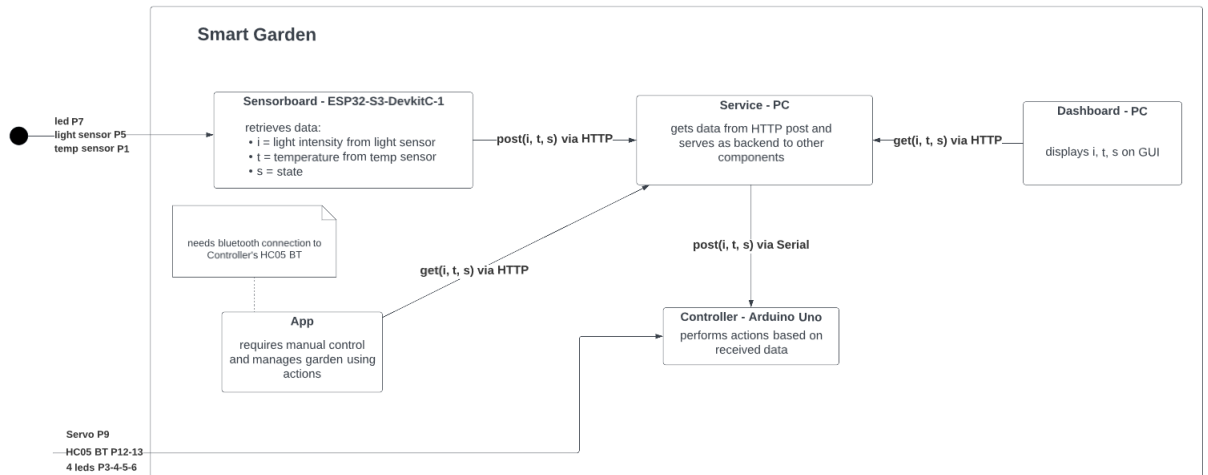 Smart Garden
led P7
light sensor P5
temp sensor P1
Sensorboard - ESP32-S3-DevkitC-1
retrieves data:
• i = light intensity from light sensor
• t = temperature from temp sensor
• s = state
post(i, t, s) via HTTP
Service - PC
gets data from HTTP post and
serves as backend to other
components
get(i, t, s) via HTTP
Dashboard - PC
displays i, t, s on GUI
needs bluetooth connection to
Controller's HC05 BT
get(i, t, s) via HTTP
post(i, t, s) via Serial
App
requires manual control
and manages garden using
actions
Controller - Arduino Uno
performs actions based on
received data
Servo P9
HC05 BT P12-13
4 leds P3-4-5-6